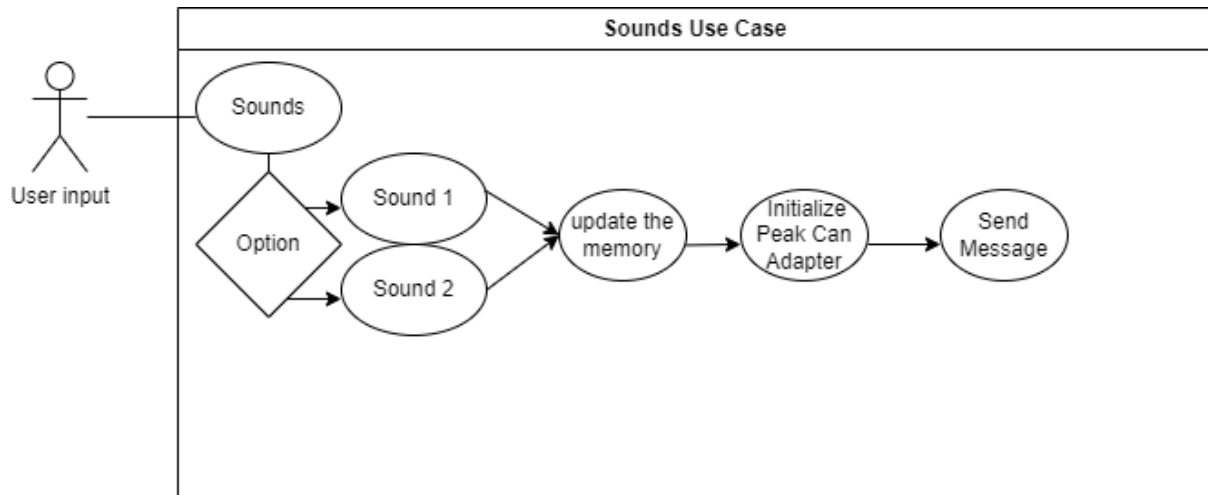 Sounds Use Case
Sounds
User input
Option
Sound 1
Sound 2
update the
memory
Initialize
Peak Can
Adapter
Send
Message